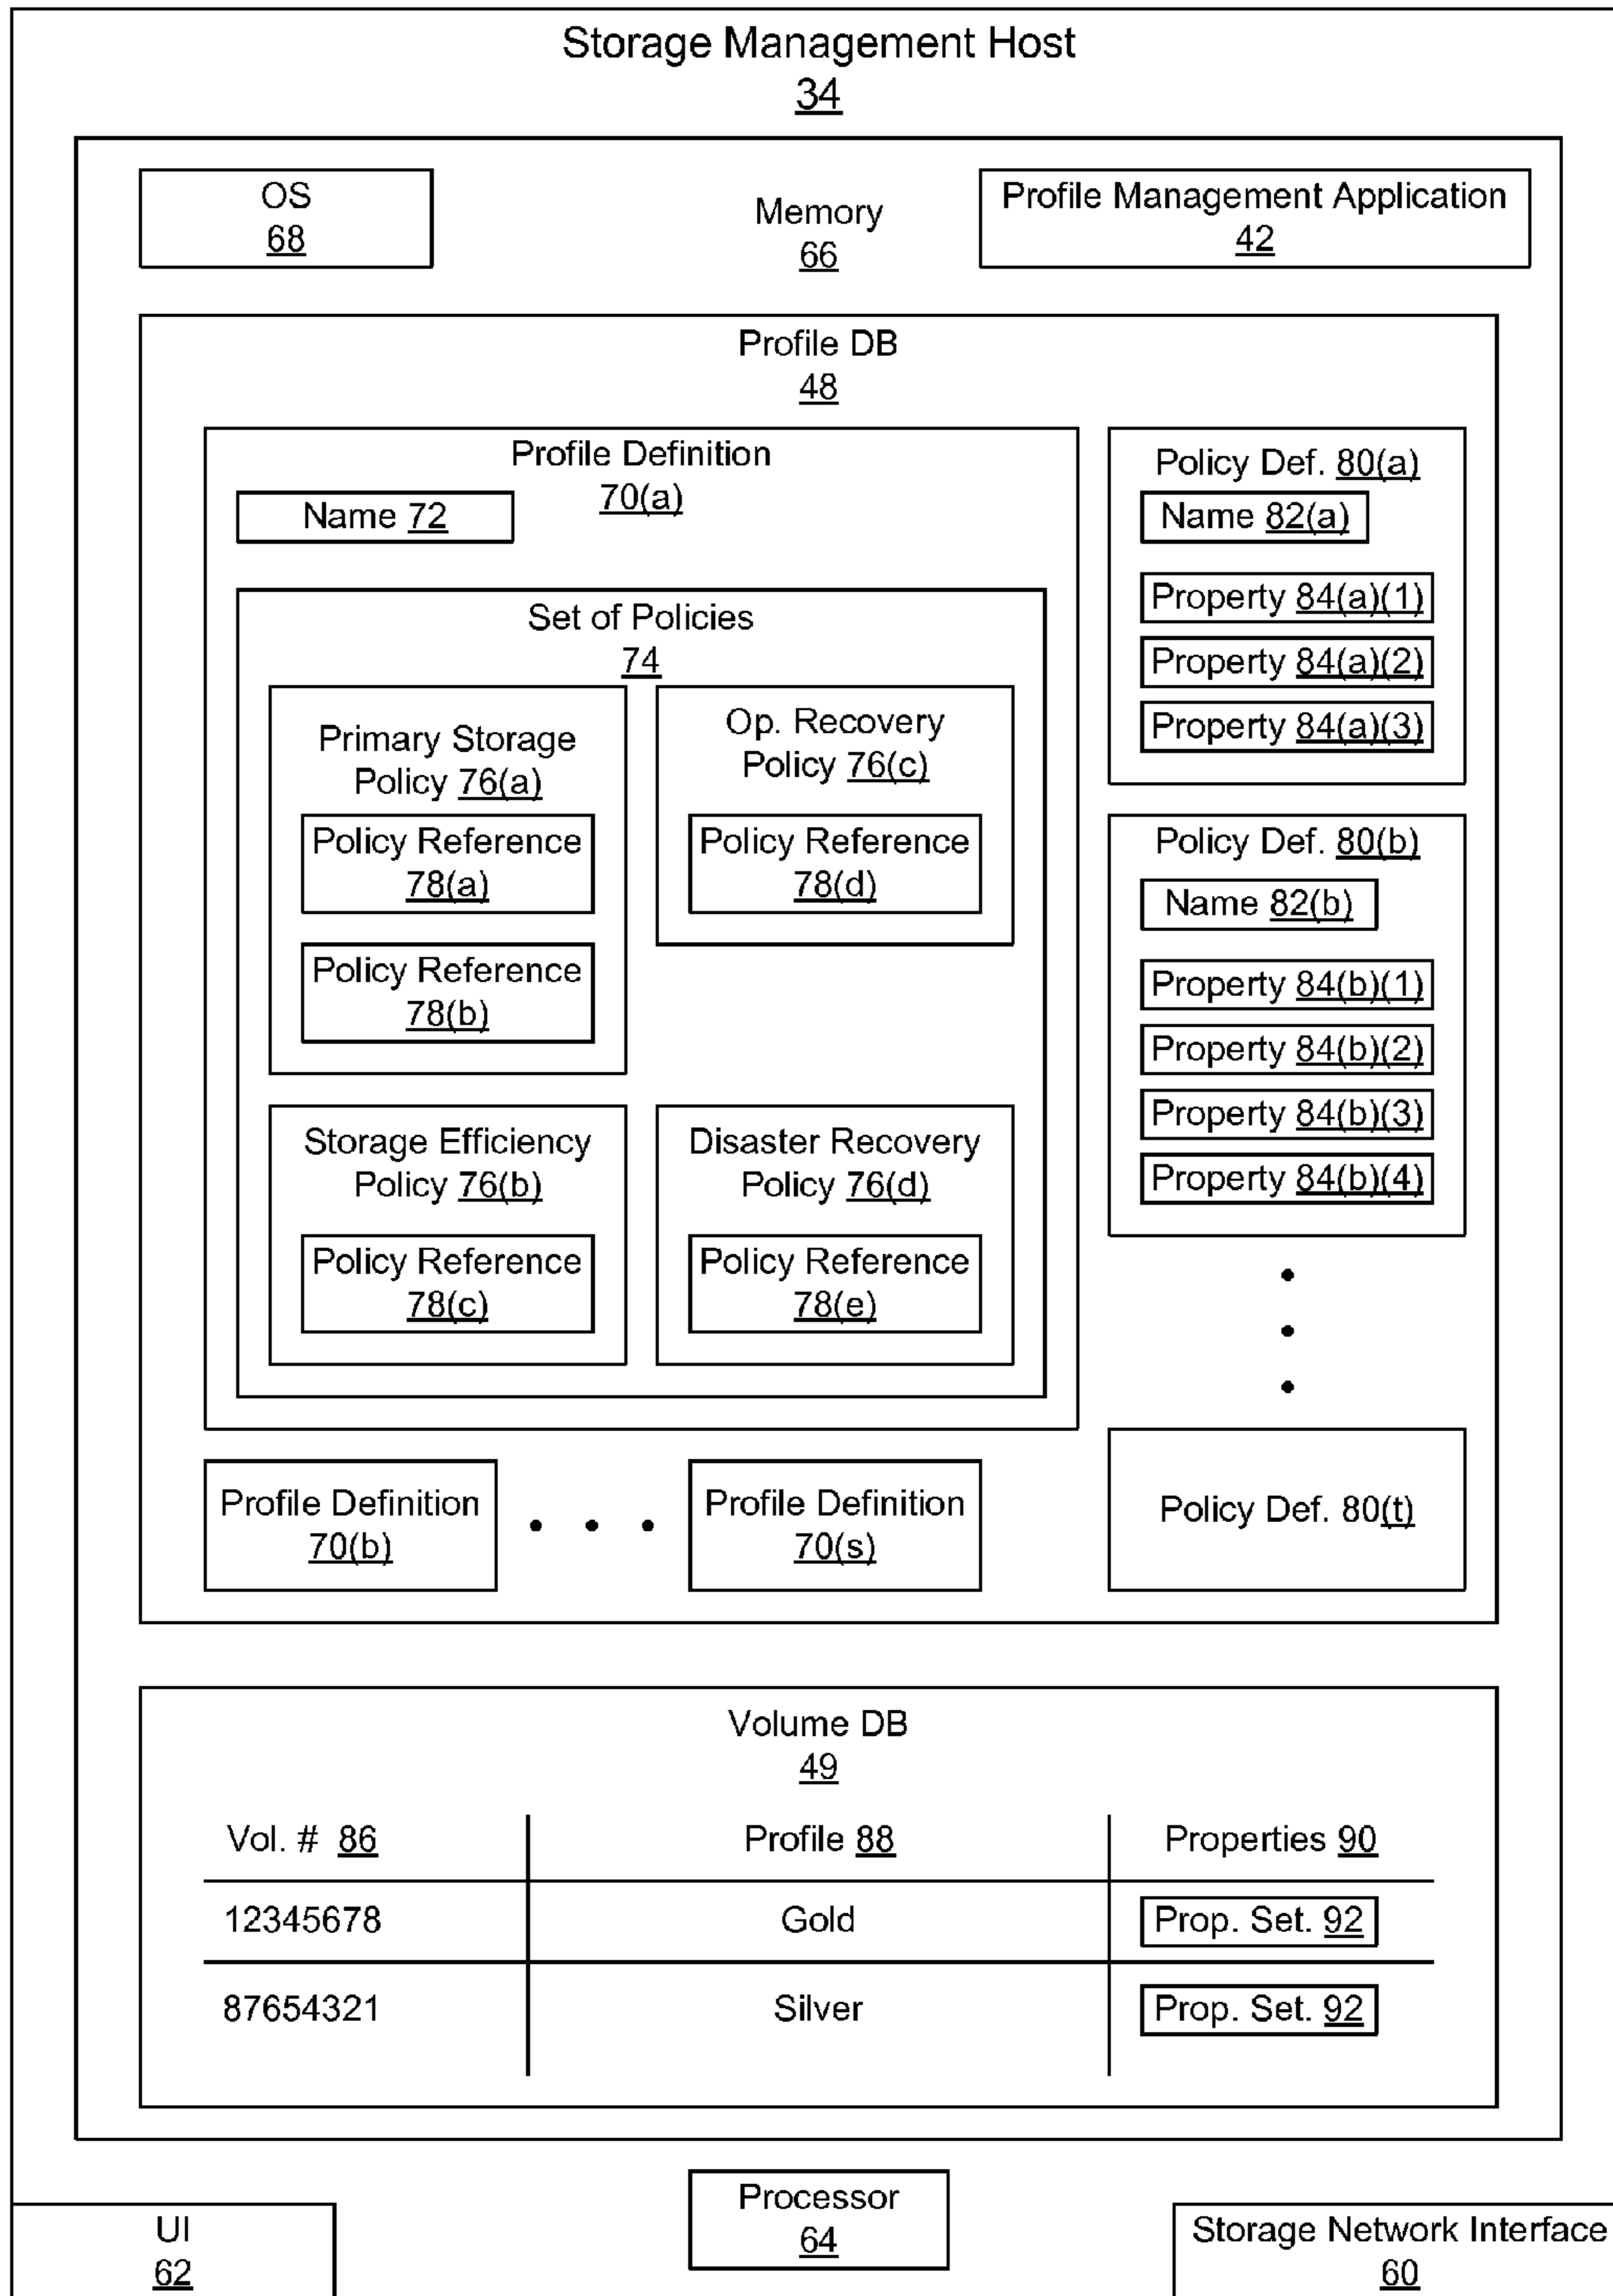 Storage Management Host
34
OS
68
Memory
66
Profile Management Application
42
Profile DB
48
Profile Definition
70(a)
Name 72
Set of Policies
74
Primary Storage
Policy 76(a)
Policy Reference
78(a)
Policy Reference
78(b)
Op. Recovery
Policy 76(c)
Policy Reference
78(d)
Storage Efficiency
Policy 76(b)
Policy Reference
78(c)
Disaster Recovery
Policy 76(d)
Policy Reference
78(e)
Policy Def. 80(a)
Name 82(a)
Property 84(a)(1)
Property 84(a)(2)
Property 84(a)(3)
Policy Def. 80(b)
Name 82(b)
Property 84(b)(1)
Property 84(b)(2)
Property 84(b)(3)
Property 84(b)(4)
Profile Definition
70(b)
Profile Definition
70(s)
Policy Def. 80(t)
Volume DB
49
Vol. # 86 Profile 88 Properties 90
12345678 Gold Prop. Set. 92
87654321 Silver Prop. Set. 92
UI
62
Processor
64
Storage Network Interface
60